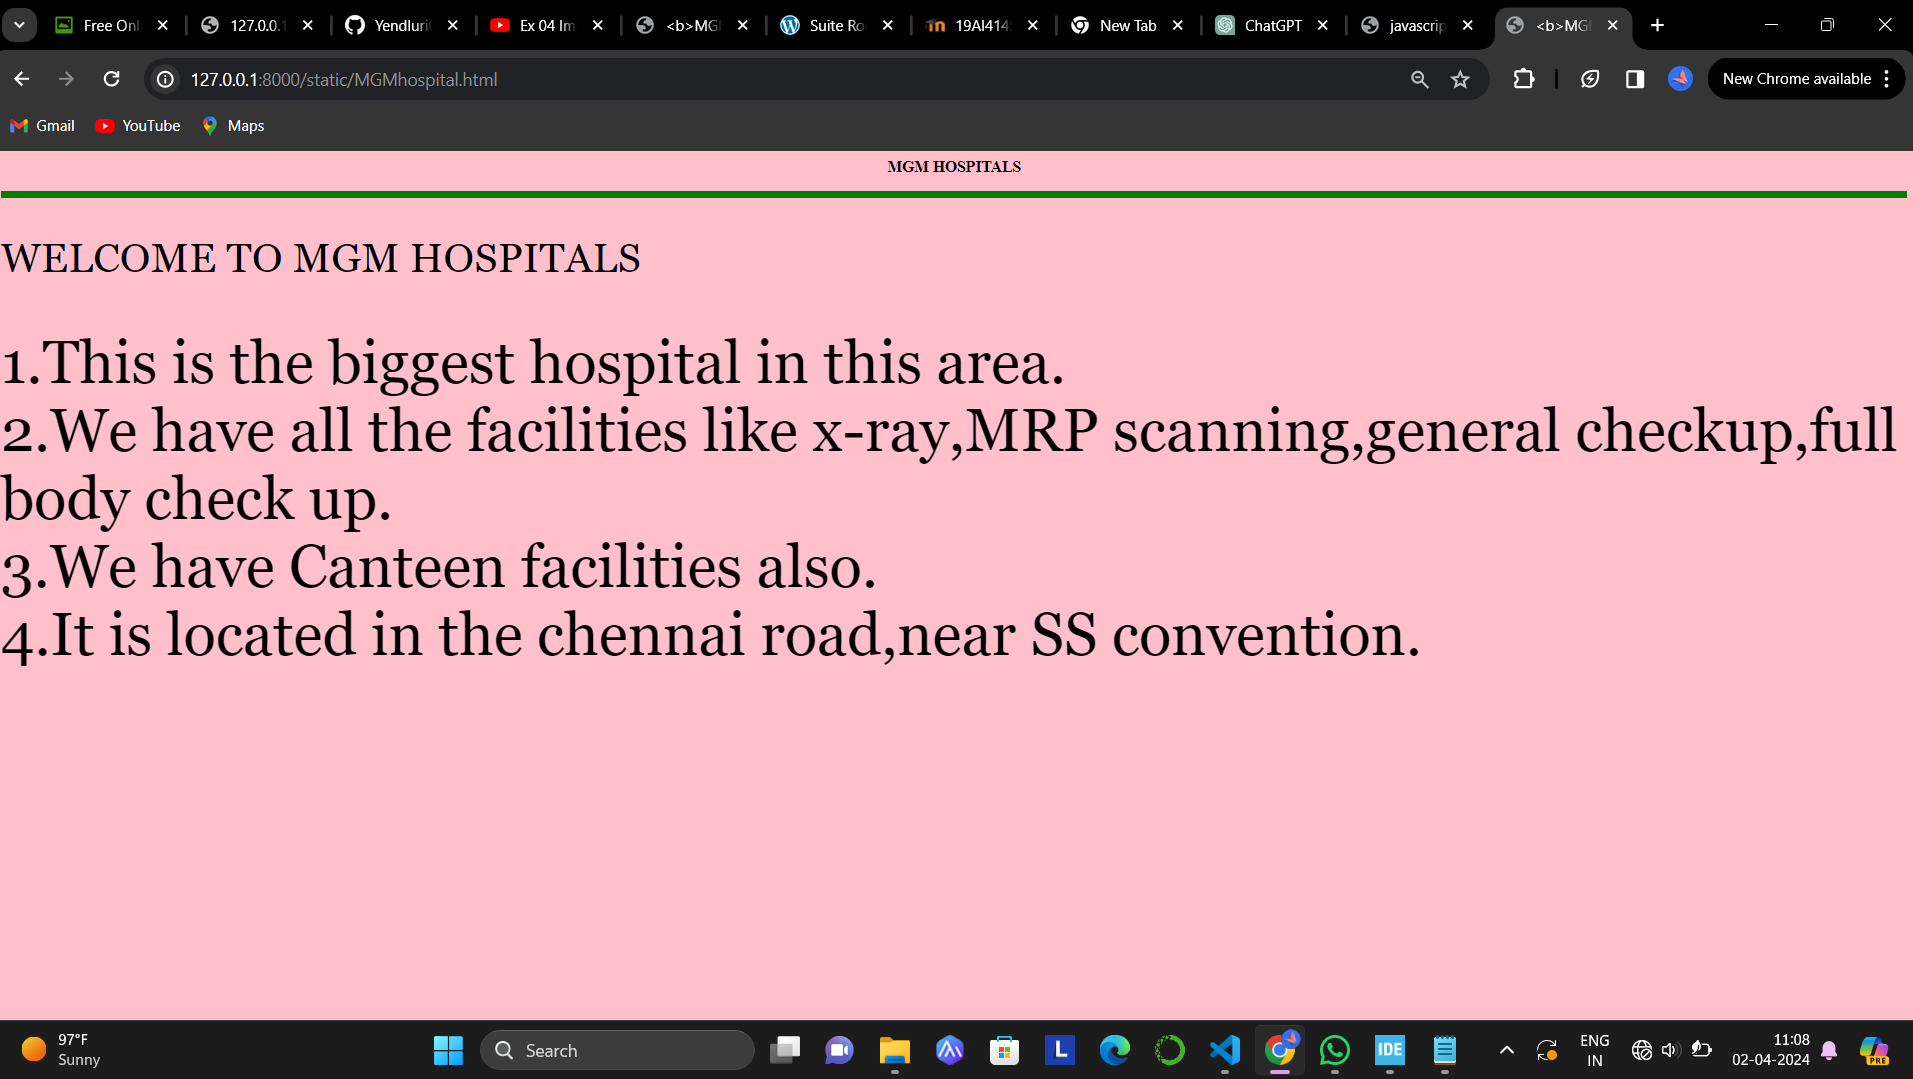 Free Onl
127.0.0.1
Yendluri
Ex 04 Im
<b>MG
Suite Ro
19AI414
New Tab
ChatGPT
javascrip
<b>MG
127.0.0.1:8000/static/MGMhospital.html
New Chrome available
Gmail
YouTube
Maps
MGM HOSPITALS
WELCOME TO MGM HOSPITALS
1.This is the biggest hospital in this area.
2.We have all the facilities like x-ray,MRP scanning,general checkup,full
body check up.
3.We have Canteen facilities also.
4.It is located in the chennai road,near SS convention.
97°F
Sunny
Search
L
IDE
ENG
IN
11:08
02-04-2024
PRE